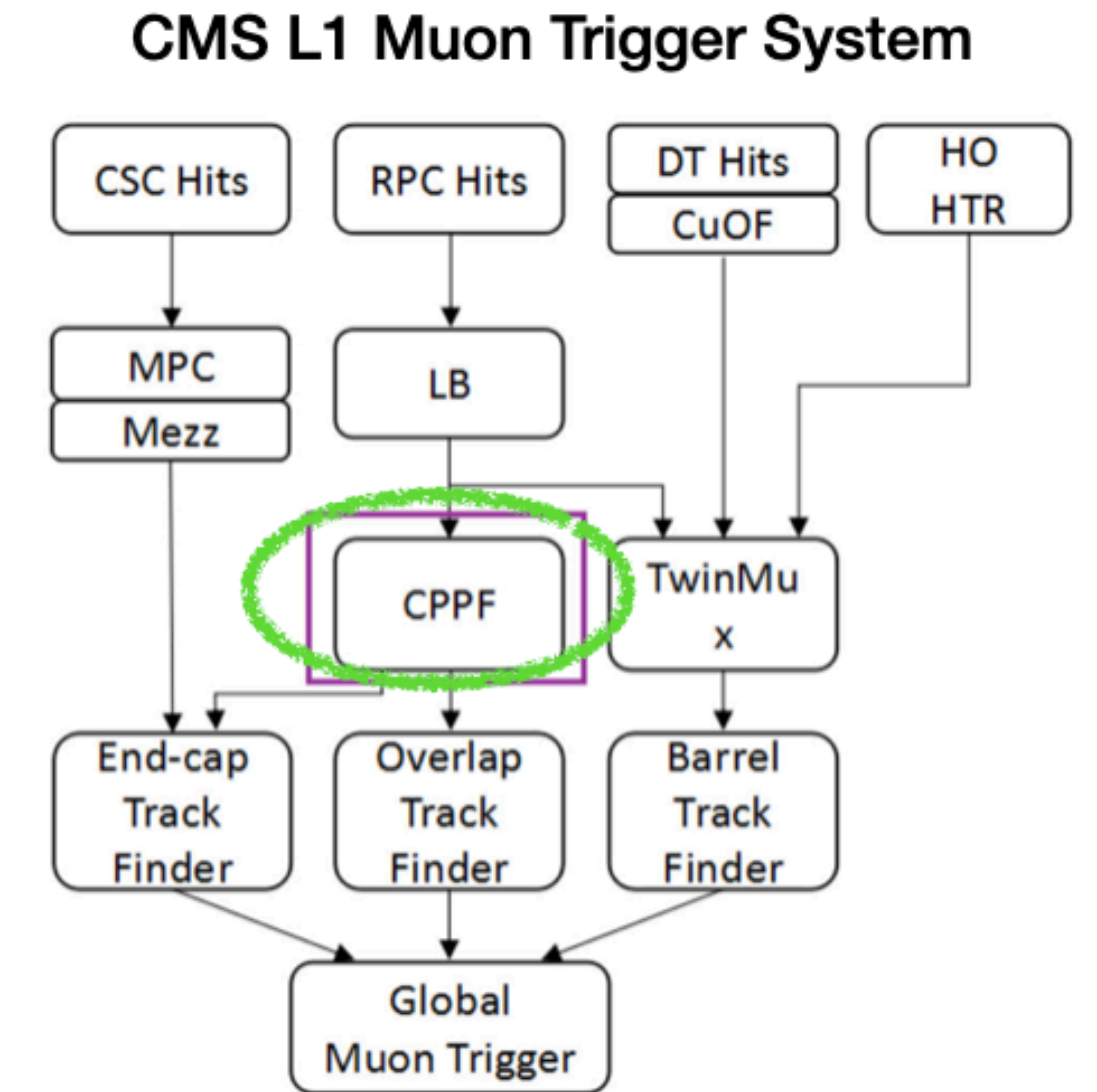 CMS L1 Muon Trigger System
CSC Hits
RPC Hits
DT Hits
CuOF
HO
HTR
MPC
Mezz
LB
CPPF
TwinMu
x
End-cap
Track
Finder
Overlap
Track
Finder
Barrel
Track
Finder
Global
Muon Trigger